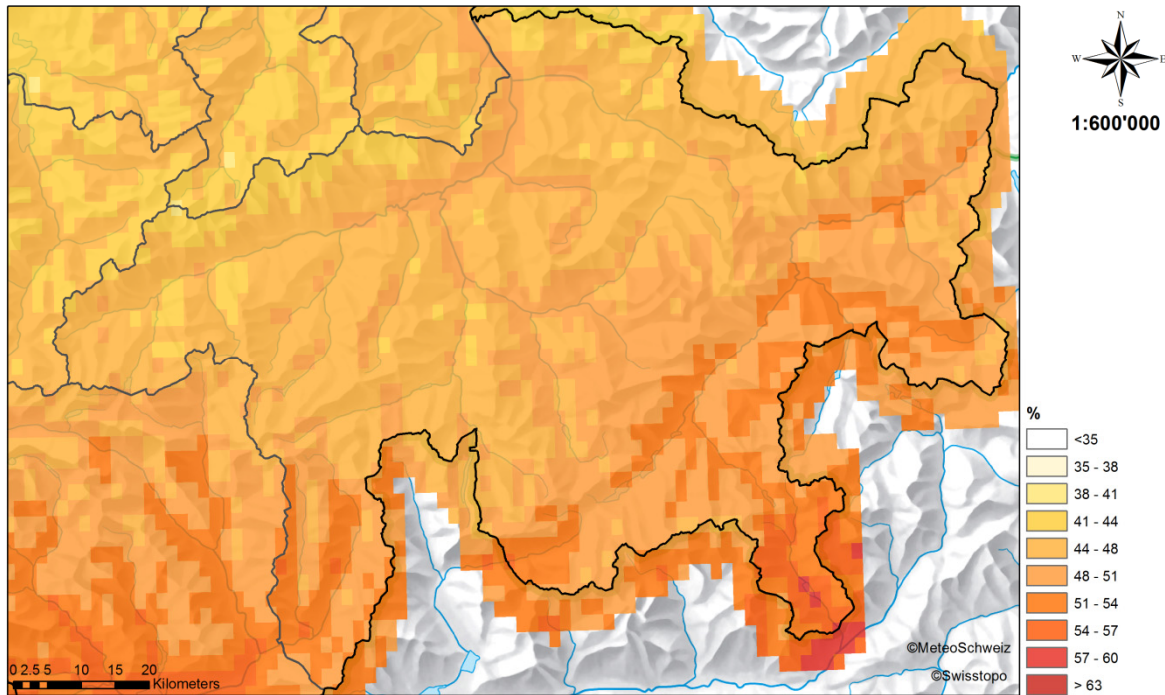 N
W E
S
1:600'000
%
<35
35 - 38
38 - 41
41 - 44
44 - 48
48 - 51
51 - 54
54 - 57
57 - 60
> 63
©MeteoSchweiz
©Swisstopo
0 2.5 5 10 15 20
Kilometers